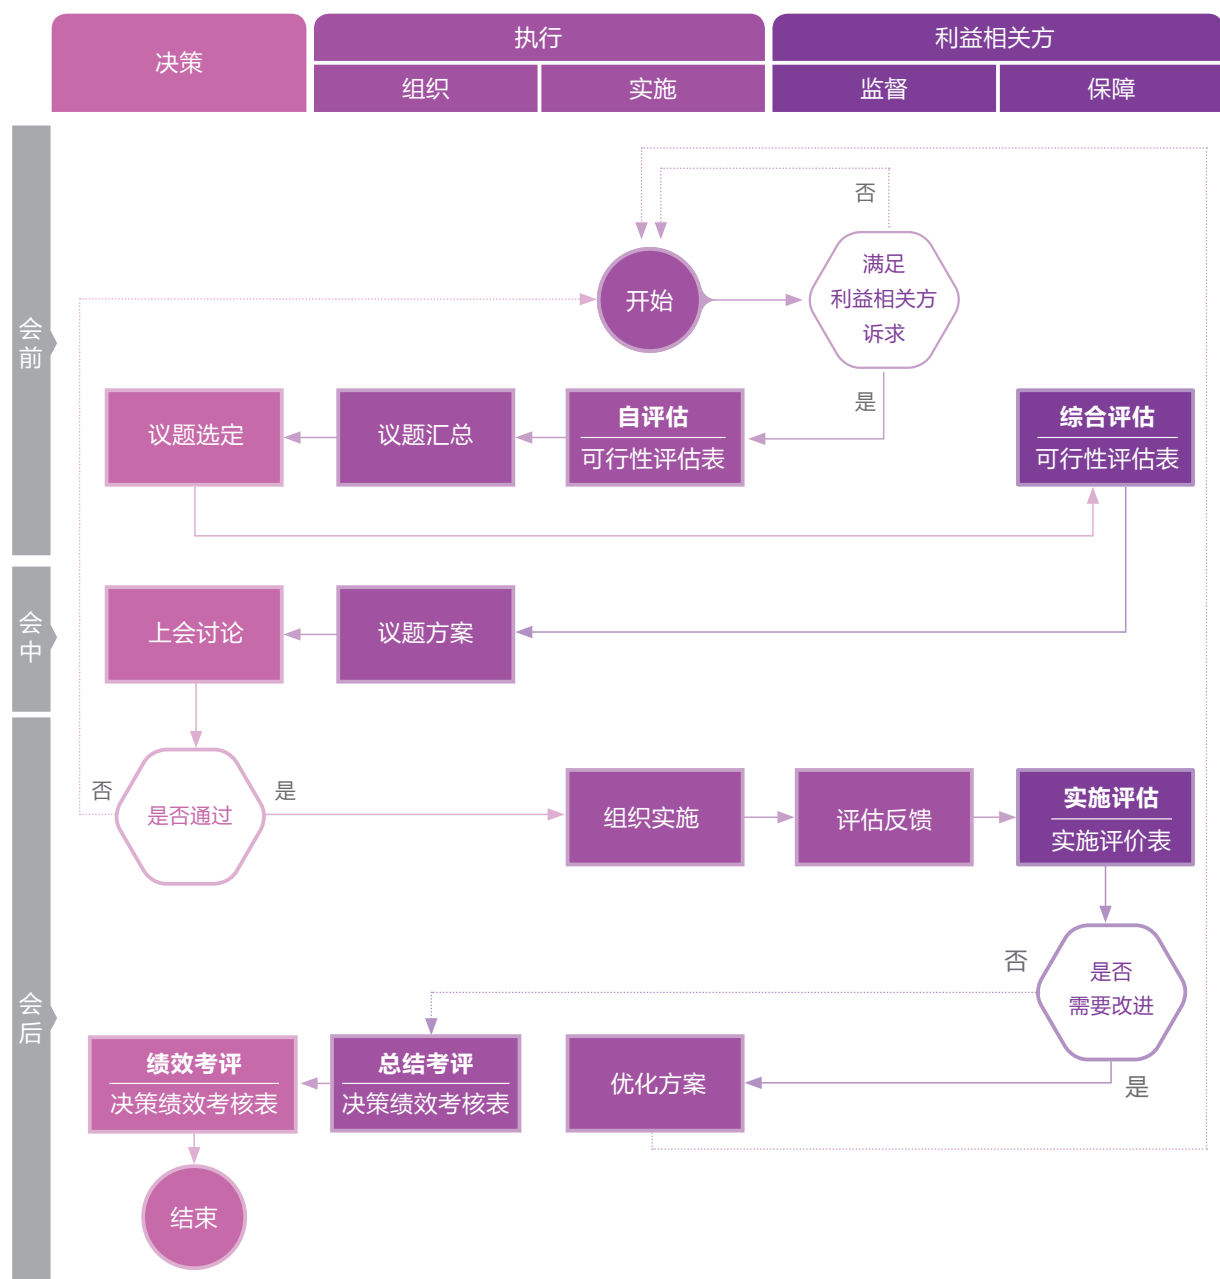 决策
执行
利益相关方
组织
实施
监督
保障
会前
否
开始
满足
利益相关方
诉求
是
议题选定
议题汇总
自评估
可行性评估表
综合评估
可行性评估表
会中
上会讨论
议题方案
会后
否
是否通过
是
组织实施
评估反馈
实施评估
实施评价表
否
是否
需要改进
是
绩效考评
决策绩效考核表
总结考评
决策绩效考核表
优化方案
结束